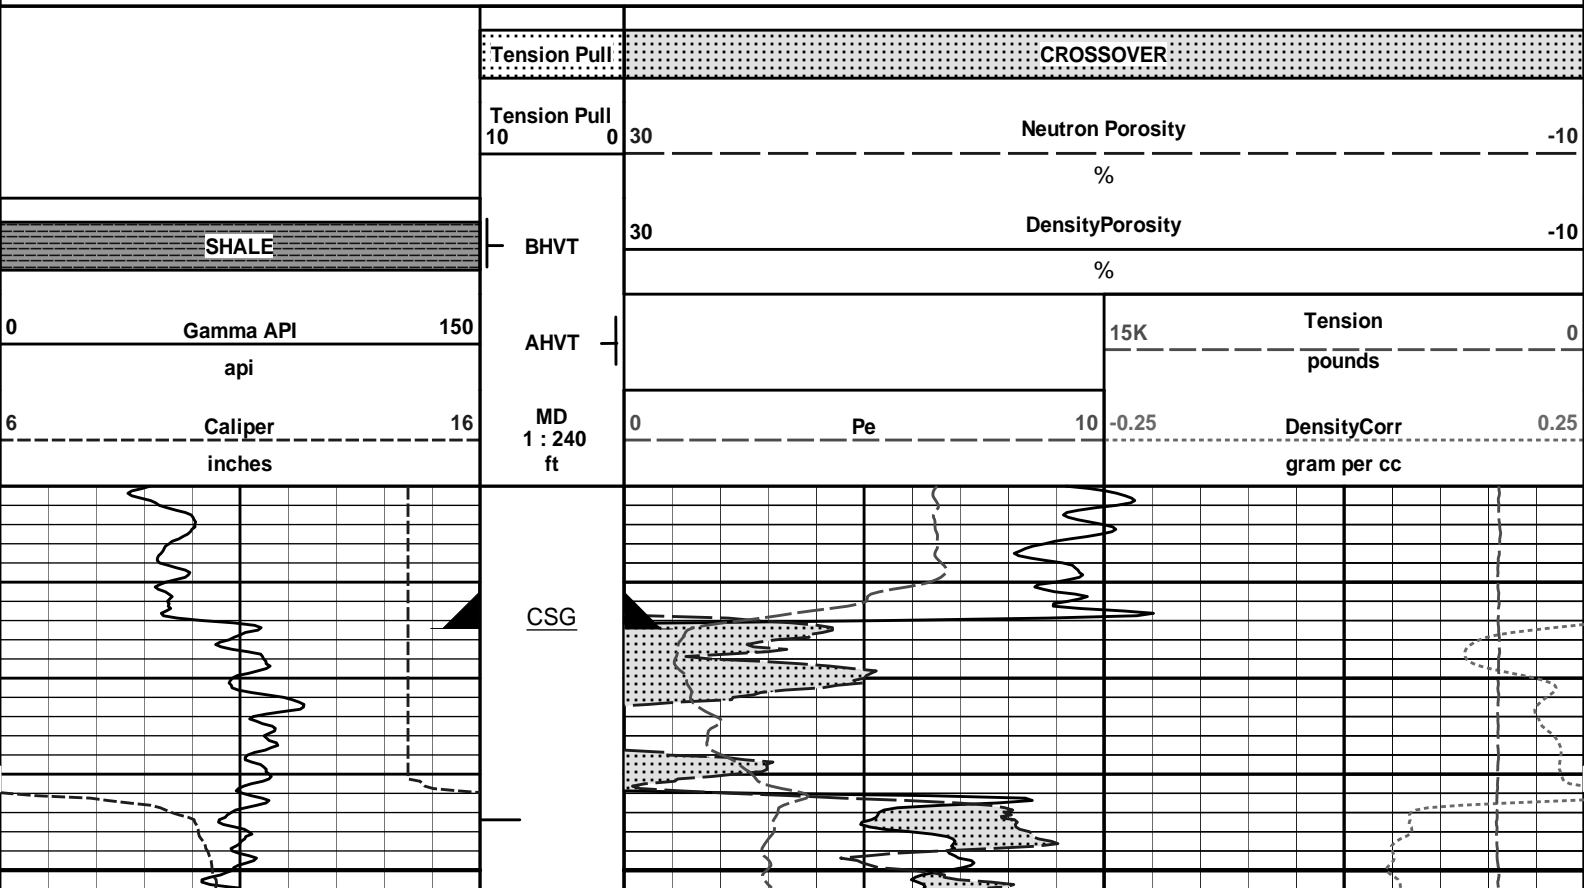 Tension Pull
CROSSOVER
Tension Pull
10 0
30 Neutron Porosity -10
%
SHALE
BHVT
30 DensityPorosity -10
%
0 Gamma API 150
api
AHVT
15K Tension 0
pounds
6 Caliper 16
inches
MD
1 : 240
ft
0 Pe 10
-0.25 DensityCorr 0.25
gram per cc
CSG